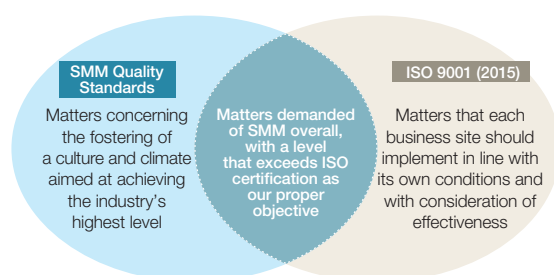 SMM Quality
Standards
Matters concerning
the fostering of
a culture and climate
aimed at achieving
the industry's
highest level
Matters demanded
of SMM overall,
with a level
that exceeds ISO
certification as
our proper
objective
ISO 9001 (2015)
Matters that each
business site should
implement in line with
its own conditions and
with consideration of
effectiveness